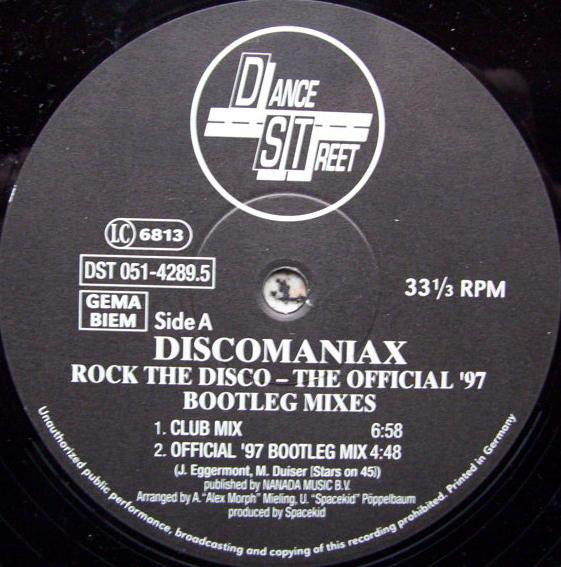 DANCE
STREET
LC 6813
DST 051-4289.5
GEMA
BIEM
Side A
33 1/3 RPM
DISCOMANIAX
ROCK THE DISCO – THE OFFICIAL '97
BOOTLEG MIXES
1. CLUB MIX 6:58
2. OFFICIAL '97 BOOTLEG MIX 4:48
(J. Eggermont, M. Duiser [Stars on 45])
published by NANADA MUSIC B.V.
Arranged by A. "Alex Morph" Mieling, U. "Spacekid" Pöppelbaum
produced by Spacekid
Unauthorized public performance, broadcasting and copying of this recording prohibited. Printed in Germany